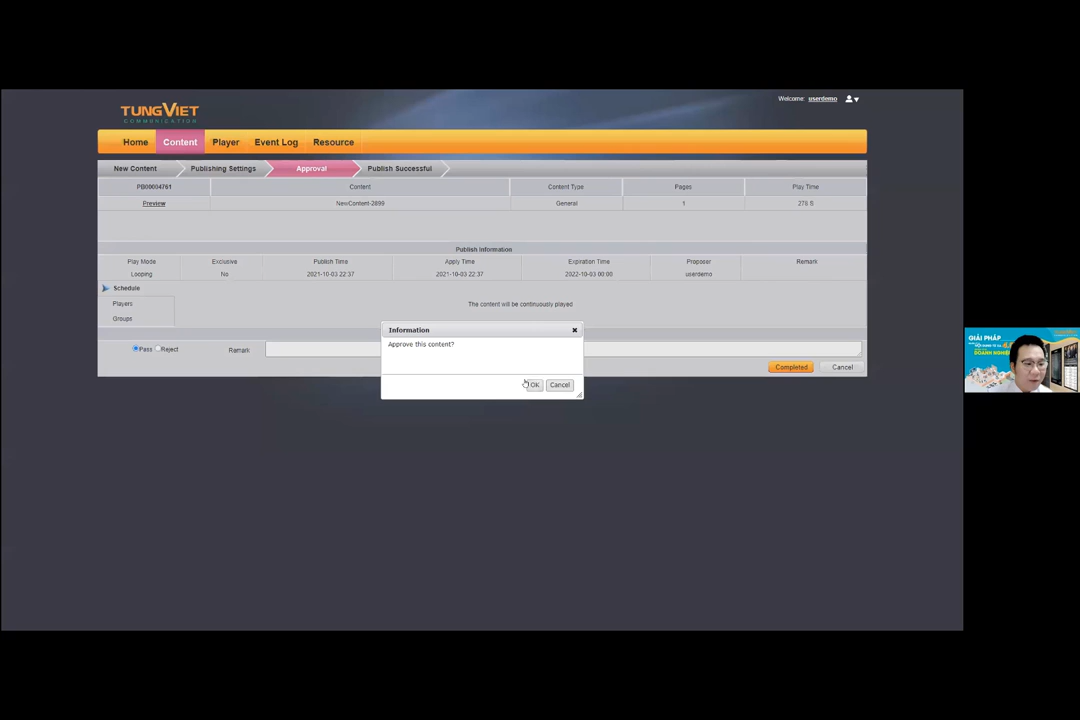 TUNGVIET
COMMUNICATION
Welcome: userdemo
Home Content Player Event Log Resource
New Content Publishing Settings Approval Publish Successful
PB00004761 Content Content Type Pages Play Time
Preview NewContent-2899 General 1 276 S
Publish Information
Play Mode Exclusive Publish Time Apply Time Expiration Time Proposer Remark
Looping No 2021-10-03 22:37 2021-10-03 22:37 2022-10-03 00:00 userdemo
Schedule
Players
Groups
The content will be continuously played
Information
Approve this content?
OK Cancel
Pass Reject Remark
Completed Cancel
GIẢI PHÁP
DOANH NGHIỆP